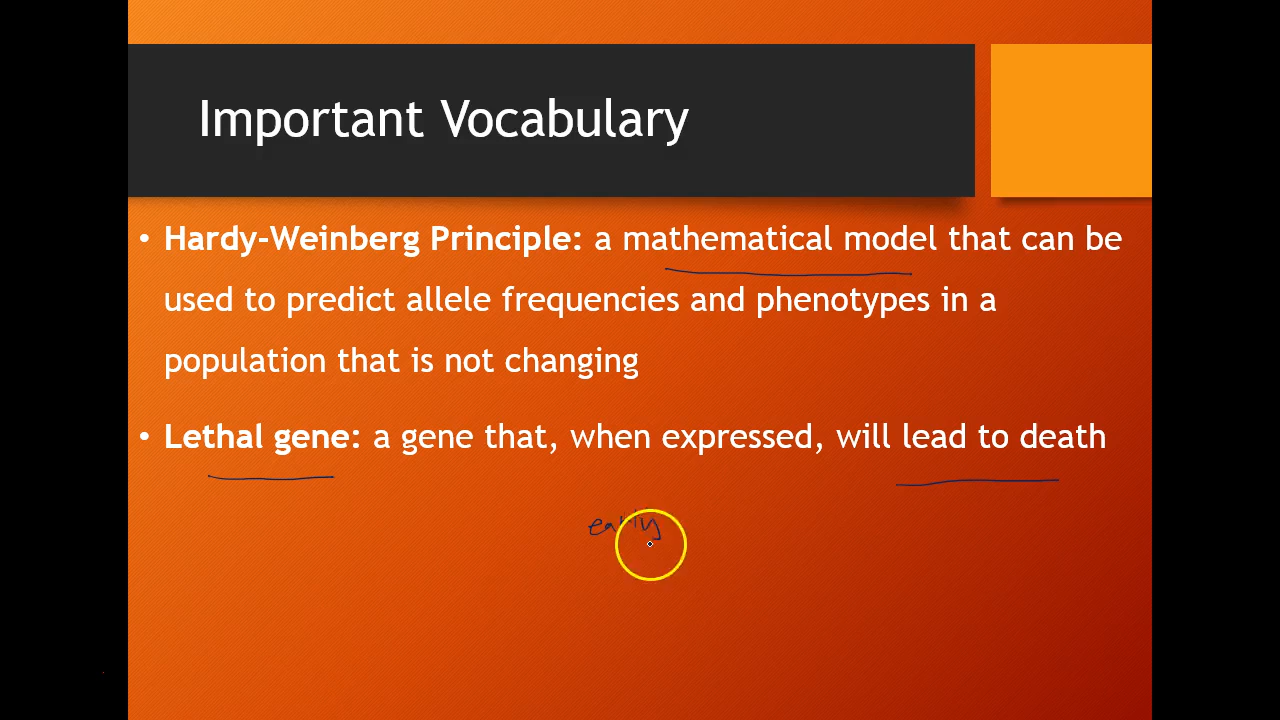 Important Vocabulary
• Hardy-Weinberg Principle: a mathematical model that can be
used to predict allele frequencies and phenotypes in a
population that is not changing
• Lethal gene: a gene that, when expressed, will lead to death
early